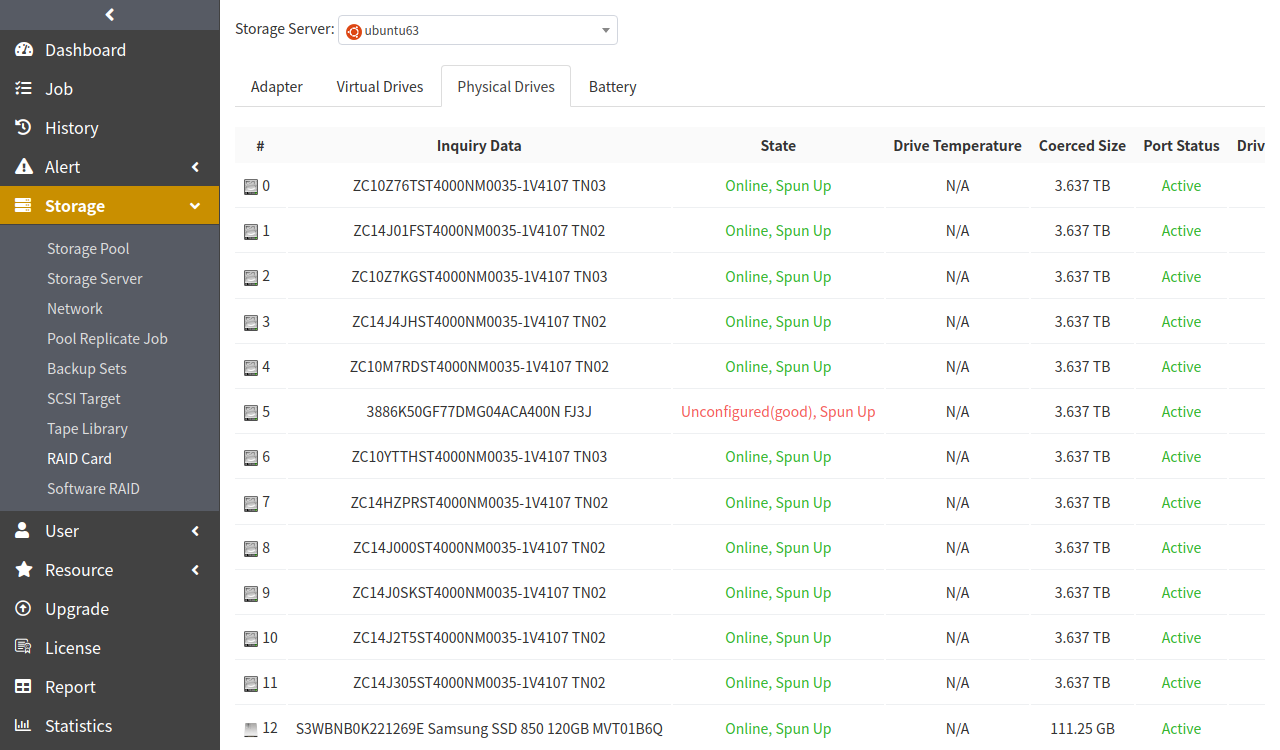 Dashboard
Job
History
Alert
Storage
Storage Pool
Storage Server
Network
Pool Replicate Job
Backup Sets
SCSI Target
Tape Library
RAID Card
Software RAID
User
Resource
Upgrade
License
Report
Statistics
Storage Server: ubuntu63
Adapter Virtual Drives Physical Drives Battery
# Inquiry Data State Drive Temperature Coerced Size Port Status Driv
0 ZC10Z76TST4000NM0035-1V4107 TN03 Online, Spun Up N/A 3.637 TB Active
1 ZC14J01FST4000NM0035-1V4107 TN02 Online, Spun Up N/A 3.637 TB Active
2 ZC10Z7KGST4000NM0035-1V4107 TN03 Online, Spun Up N/A 3.637 TB Active
3 ZC14J4JHST4000NM0035-1V4107 TN02 Online, Spun Up N/A 3.637 TB Active
4 ZC10M7RDST4000NM0035-1V4107 TN02 Online, Spun Up N/A 3.637 TB Active
5 3886K50GF77DMG04ACA400N FJ3J Unconfigured(good), Spun Up N/A 3.637 TB Active
6 ZC10YTTHST4000NM0035-1V4107 TN03 Online, Spun Up N/A 3.637 TB Active
7 ZC14HZPRST4000NM0035-1V4107 TN02 Online, Spun Up N/A 3.637 TB Active
8 ZC14J000ST4000NM0035-1V4107 TN02 Online, Spun Up N/A 3.637 TB Active
9 ZC14J0SKST4000NM0035-1V4107 TN02 Online, Spun Up N/A 3.637 TB Active
10 ZC14J2T5ST4000NM0035-1V4107 TN02 Online, Spun Up N/A 3.637 TB Active
11 ZC14J305ST4000NM0035-1V4107 TN02 Online, Spun Up N/A 3.637 TB Active
12 S3WBNB0K221269E Samsung SSD 850 120GB MVT01B6Q Online, Spun Up N/A 111.25 GB Active